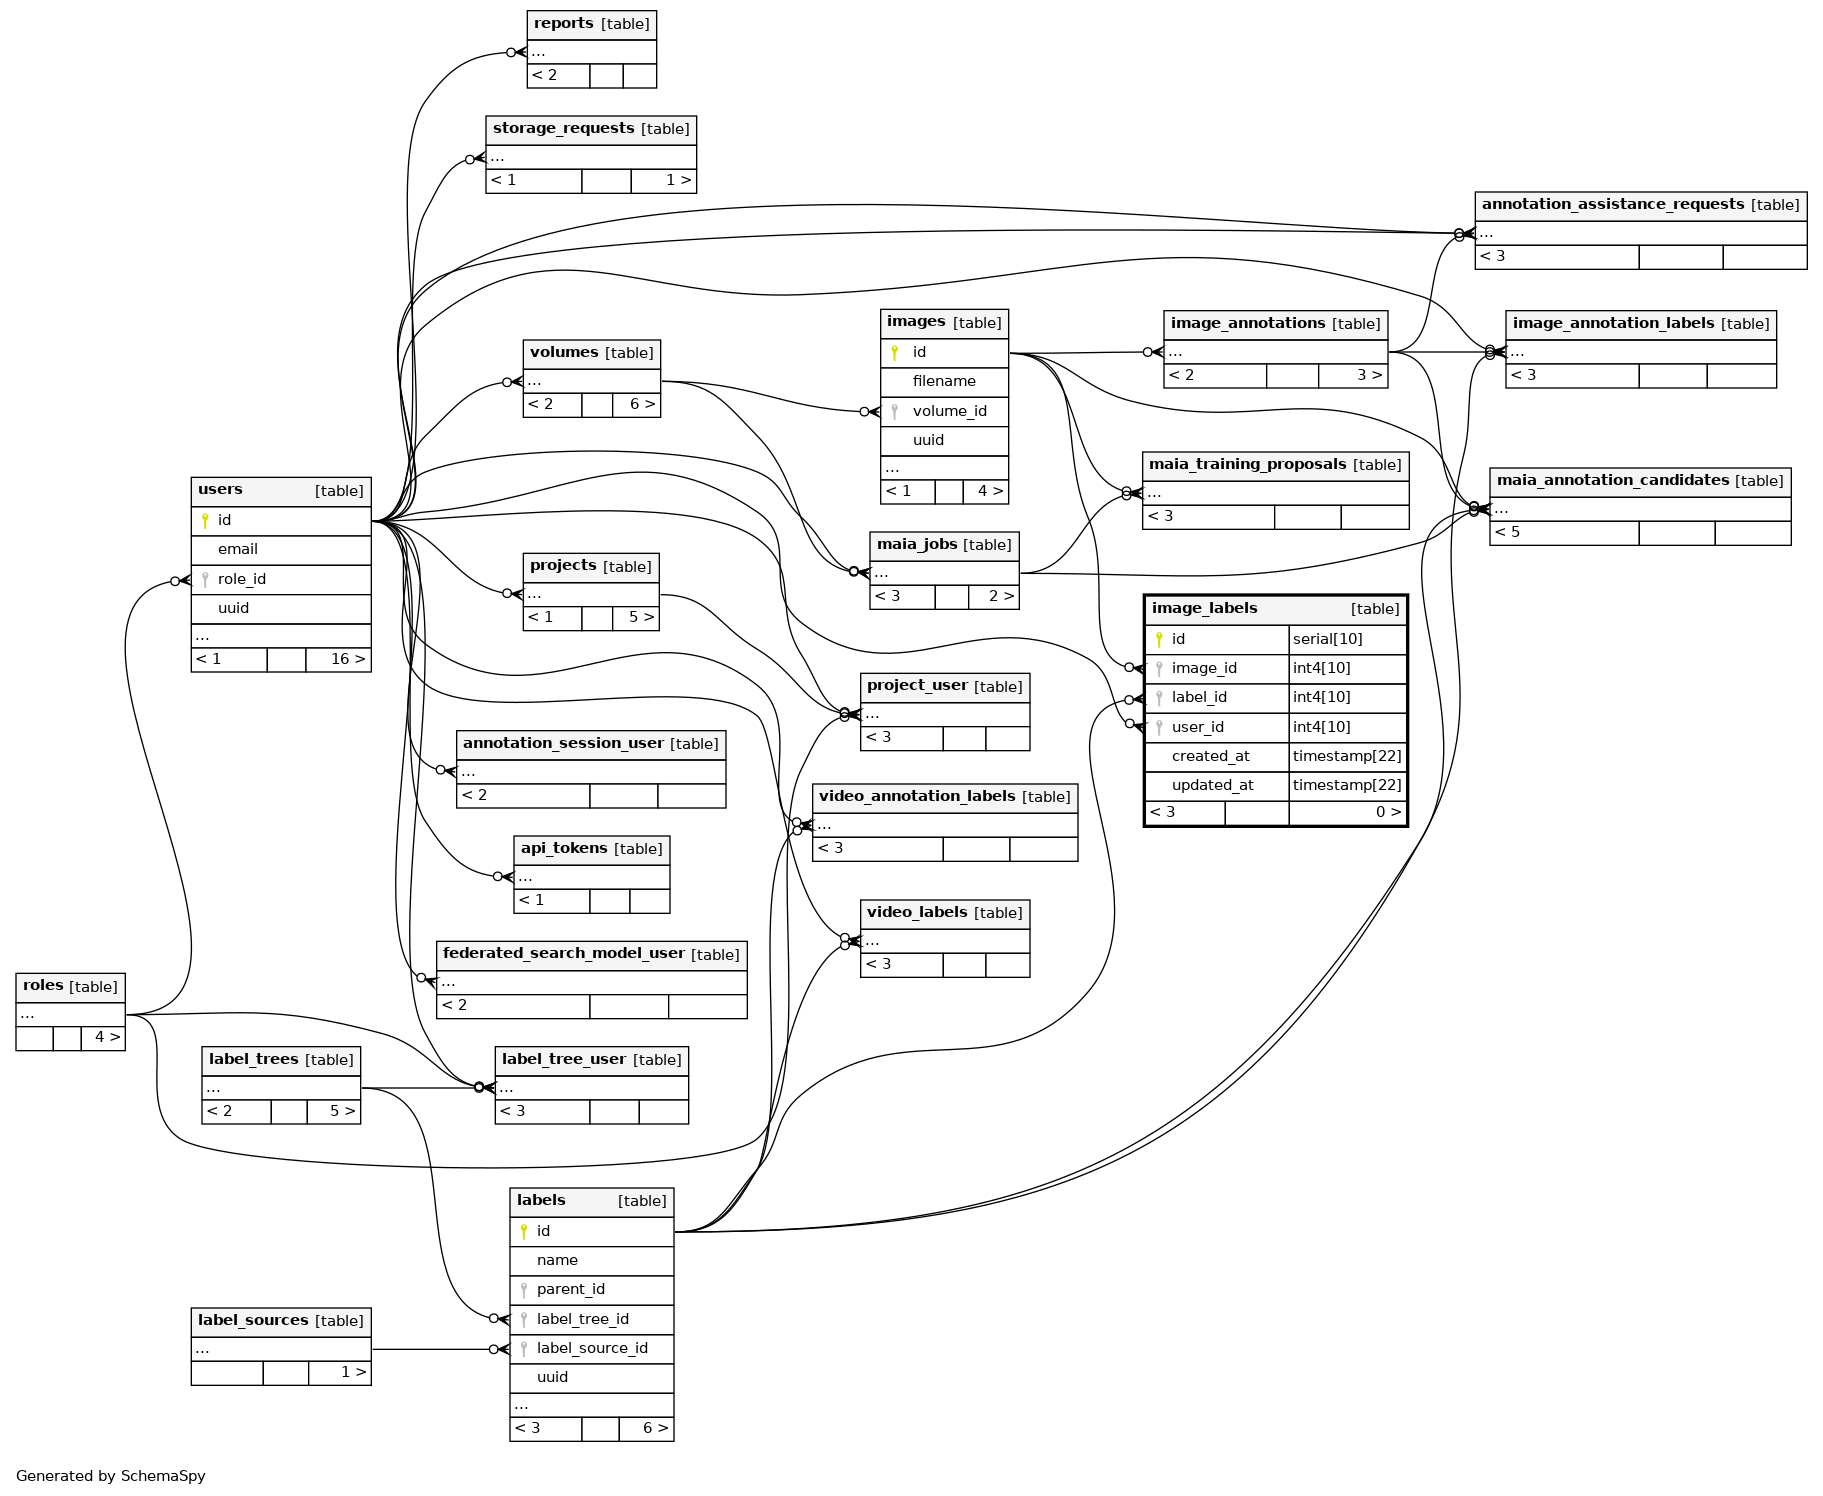 reports [table]
...
< 2
storage_requests [table]
...
< 1 1 >
annotation_assistance_requests [table]
...
< 3
images [table]
id
filename
volume_id
uuid
...
< 1 4 >
image_annotations [table]
...
< 2 3 >
image_annotation_labels [table]
...
< 3
volumes [table]
...
< 2 6 >
maia_training_proposals [table]
...
< 3
maia_annotation_candidates [table]
...
< 5
users [table]
id
email
role_id
uuid
...
< 1 16 >
maia_jobs [table]
...
< 3 2 >
projects [table]
...
< 1 5 >
image_labels [table]
id serial[10]
image_id int4[10]
label_id int4[10]
user_id int4[10]
created_at timestamp[22]
updated_at timestamp[22]
< 3 0 >
project_user [table]
...
< 3
annotation_session_user [table]
...
< 2
video_annotation_labels [table]
...
< 3
api_tokens [table]
...
< 1
video_labels [table]
...
< 3
federated_search_model_user [table]
...
< 2
roles [table]
...
4 >
label_trees [table]
...
< 2 5 >
label_tree_user [table]
...
< 3
labels [table]
id
name
parent_id
label_tree_id
label_source_id
uuid
...
< 3 6 >
label_sources [table]
...
1 >
Generated by SchemaSpy